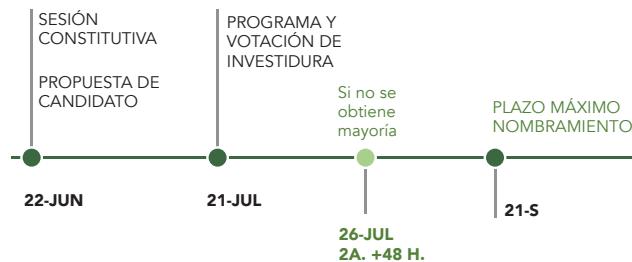 SESIÓN
CONSTITUTIVA
PROPUESTA DE
CANDIDATO
22-JUN
PROGRAMA Y
VOTACIÓN DE
INVESTIDURA
21-JUL
Si no se
obtiene
mayoría
26-JUL
2A. +48 H.
PLAZO MÁXIMO
NOMBRAMIENTO
21-S